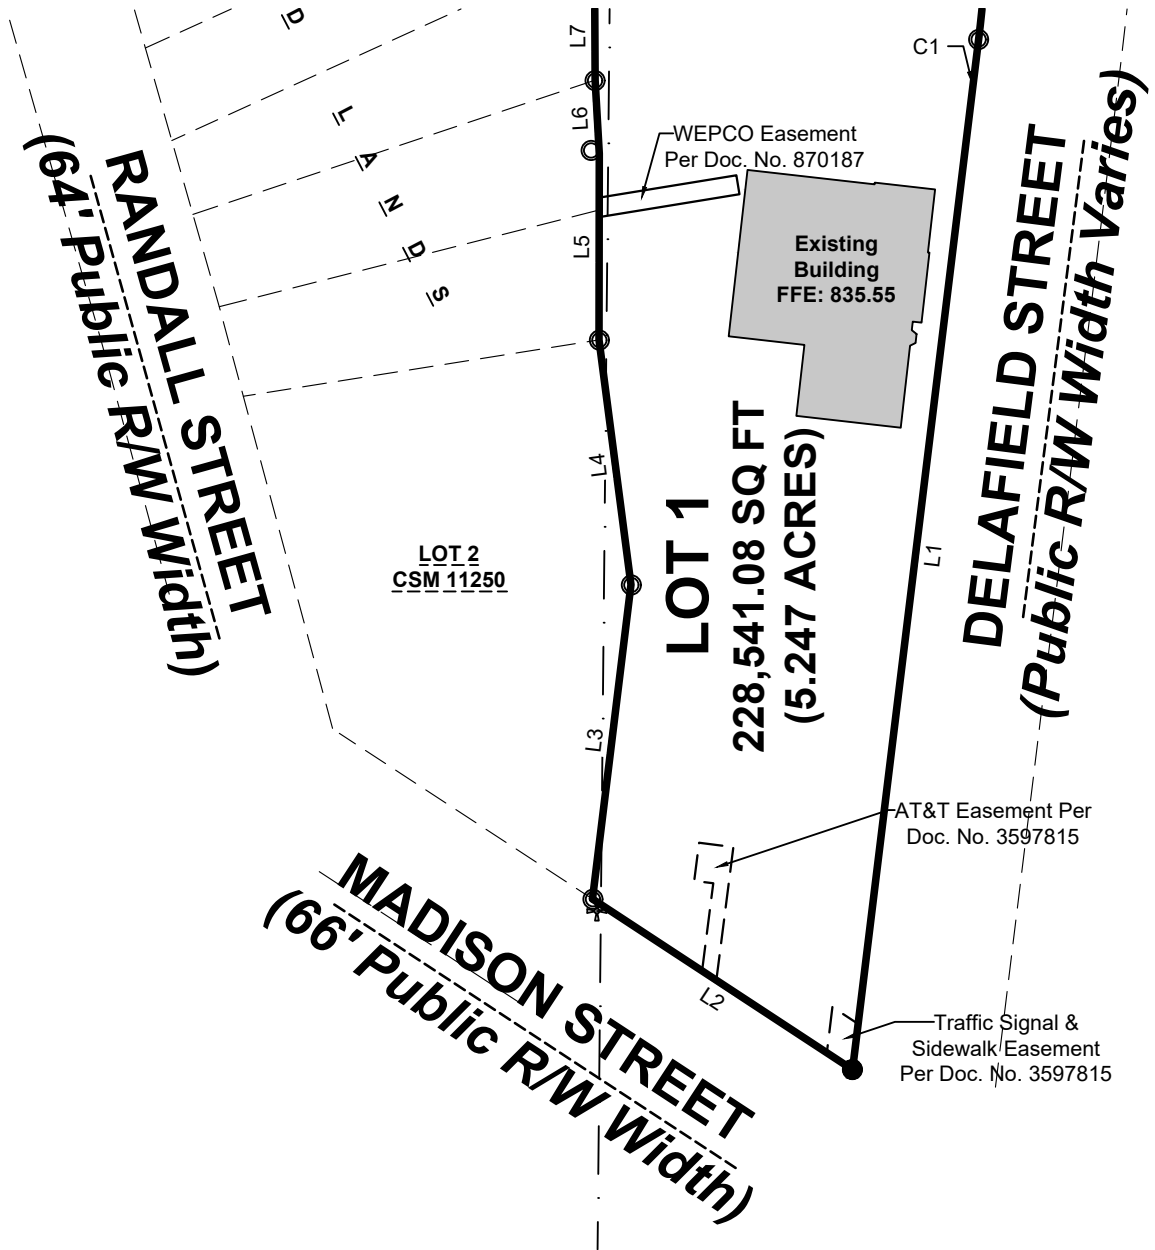 D
L7
C1
L6
L
A
N
D
S
WEPCO Easement
Per Doc. No. 870187
RANDALL STREET
(64' Public R/W Width)
L5
Existing
Building
FFE: 835.55
DELAFIELD STREET
(Public R/W Width Varies)
L4
LOT 1
228,541.08 SQ FT
(5.247 ACRES)
L1
LOT 2
CSM 11250
L3
AT&T Easement Per
Doc. No. 3597815
MADISON STREET
(66' Public R/W Width)
L2
Traffic Signal &
Sidewalk Easement
Per Doc. No. 3597815